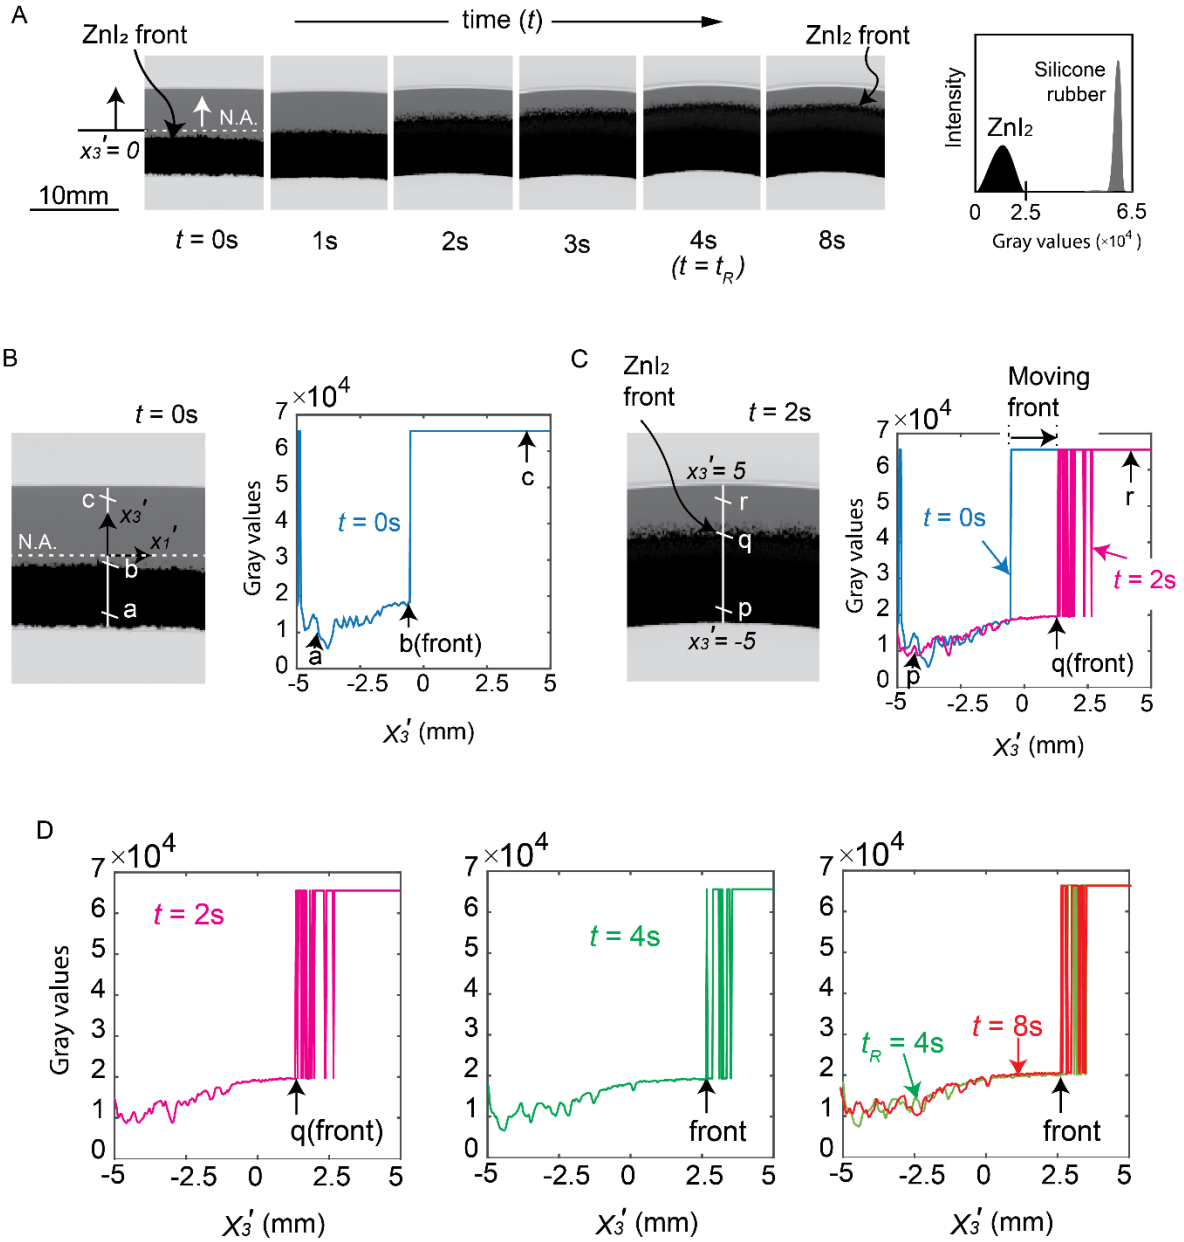 A
time (t)
ZnI₂ front
ZnI₂ front
N.A.
x₃'= 0
10mm
t = 0s
1s
2s
3s
4s
8s
(t = t_R)
Intensity
Silicone
rubber
ZnI₂
0
2.5
6.5
Gray values (×10⁴)
B
t = 0s
c
x₃'
N.A.
x₁'
b
a
7 ×10⁴
6
5
4
3
2
1
0
Gray values
t = 0s
c
a
b(front)
-5
-2.5
0
2.5
5
X₃' (mm)
C
ZnI₂
front
t = 2s
x₃'= 5
r
q
p
x₃'= -5
Moving
front
7 ×10⁴
6
5
4
3
2
1
0
Gray values
t = 0s
r
t = 2s
p
q(front)
-5
-2.5
0
2.5
5
X₃' (mm)
D
7 ×10⁴
6
5
4
3
2
1
0
Gray values
t = 2s
q(front)
-5
-2.5
0
2.5
5
X₃' (mm)
7 ×10⁴
6
5
4
3
2
1
0
t = 4s
front
-5
-2.5
0
2.5
5
X₃' (mm)
7 ×10⁴
6
5
4
3
2
1
0
t_R = 4s
t = 8s
front
-5
-2.5
0
2.5
5
X₃' (mm)